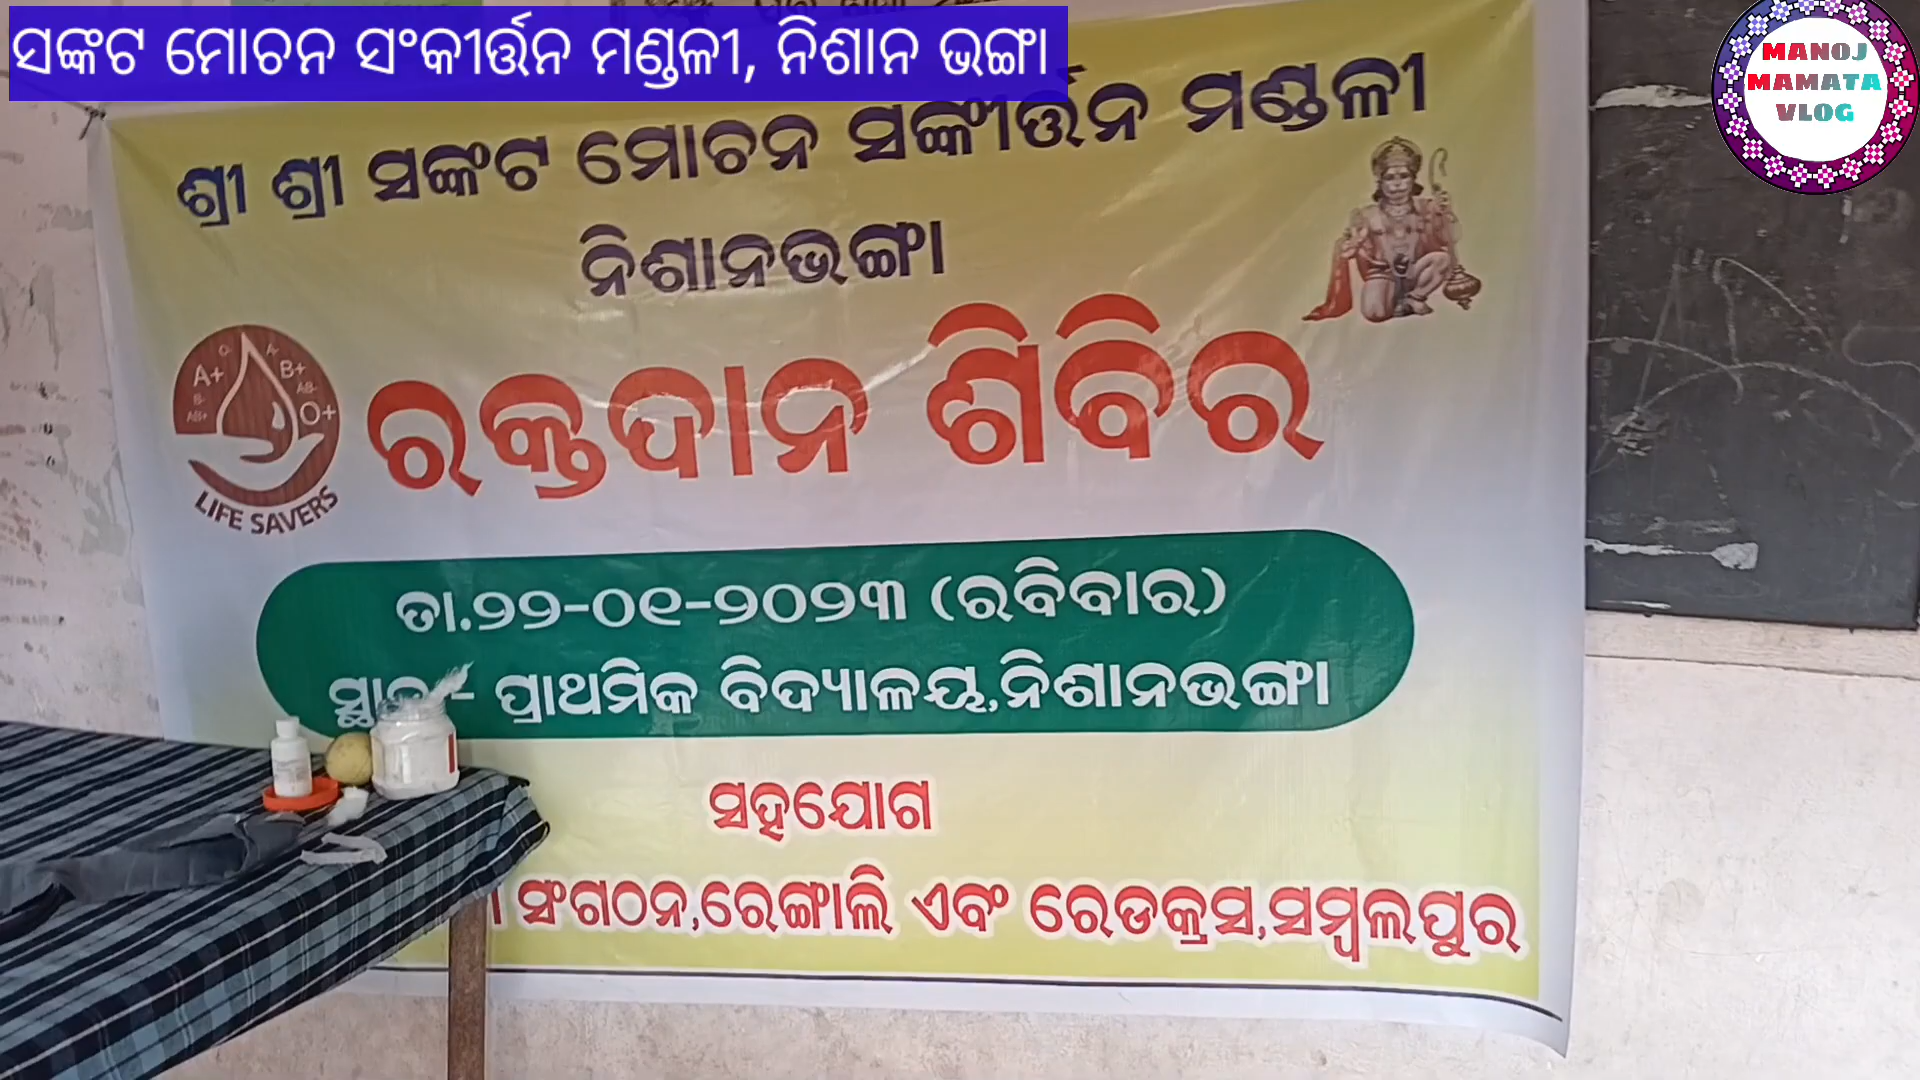 ସଙ୍କଟ ମୋଚନ ସଂକୀର୍ତ୍ତନ ମଣ୍ଡଳୀ, ନିଶାନ ଭଙ୍ଗା
MANOJ
MAMATA
VLOG
ଶ୍ରୀ ଶ୍ରୀ ସଙ୍କଟ ମୋଚନ ସଙ୍କୀର୍ତ୍ତନ ମଣ୍ଡଳୀ
ନିଶାନଭଙ୍ଗା
A+ B+ O+
LIFE SAVERS
ରକ୍ତଦାନ ଶିବିର
ତା.୨୨-୦୧-୨୦୨୩ (ରବିବାର)
- ପ୍ରାଥମିକ ବିଦ୍ୟାଳୟ,ନିଶାନଭଙ୍ଗା
ସହଯୋଗ
ସଂଗଠନ,ରେଙ୍ଗାଲି ଏବଂ ରେଡକ୍ରସ,ସମ୍ବଲପୁର